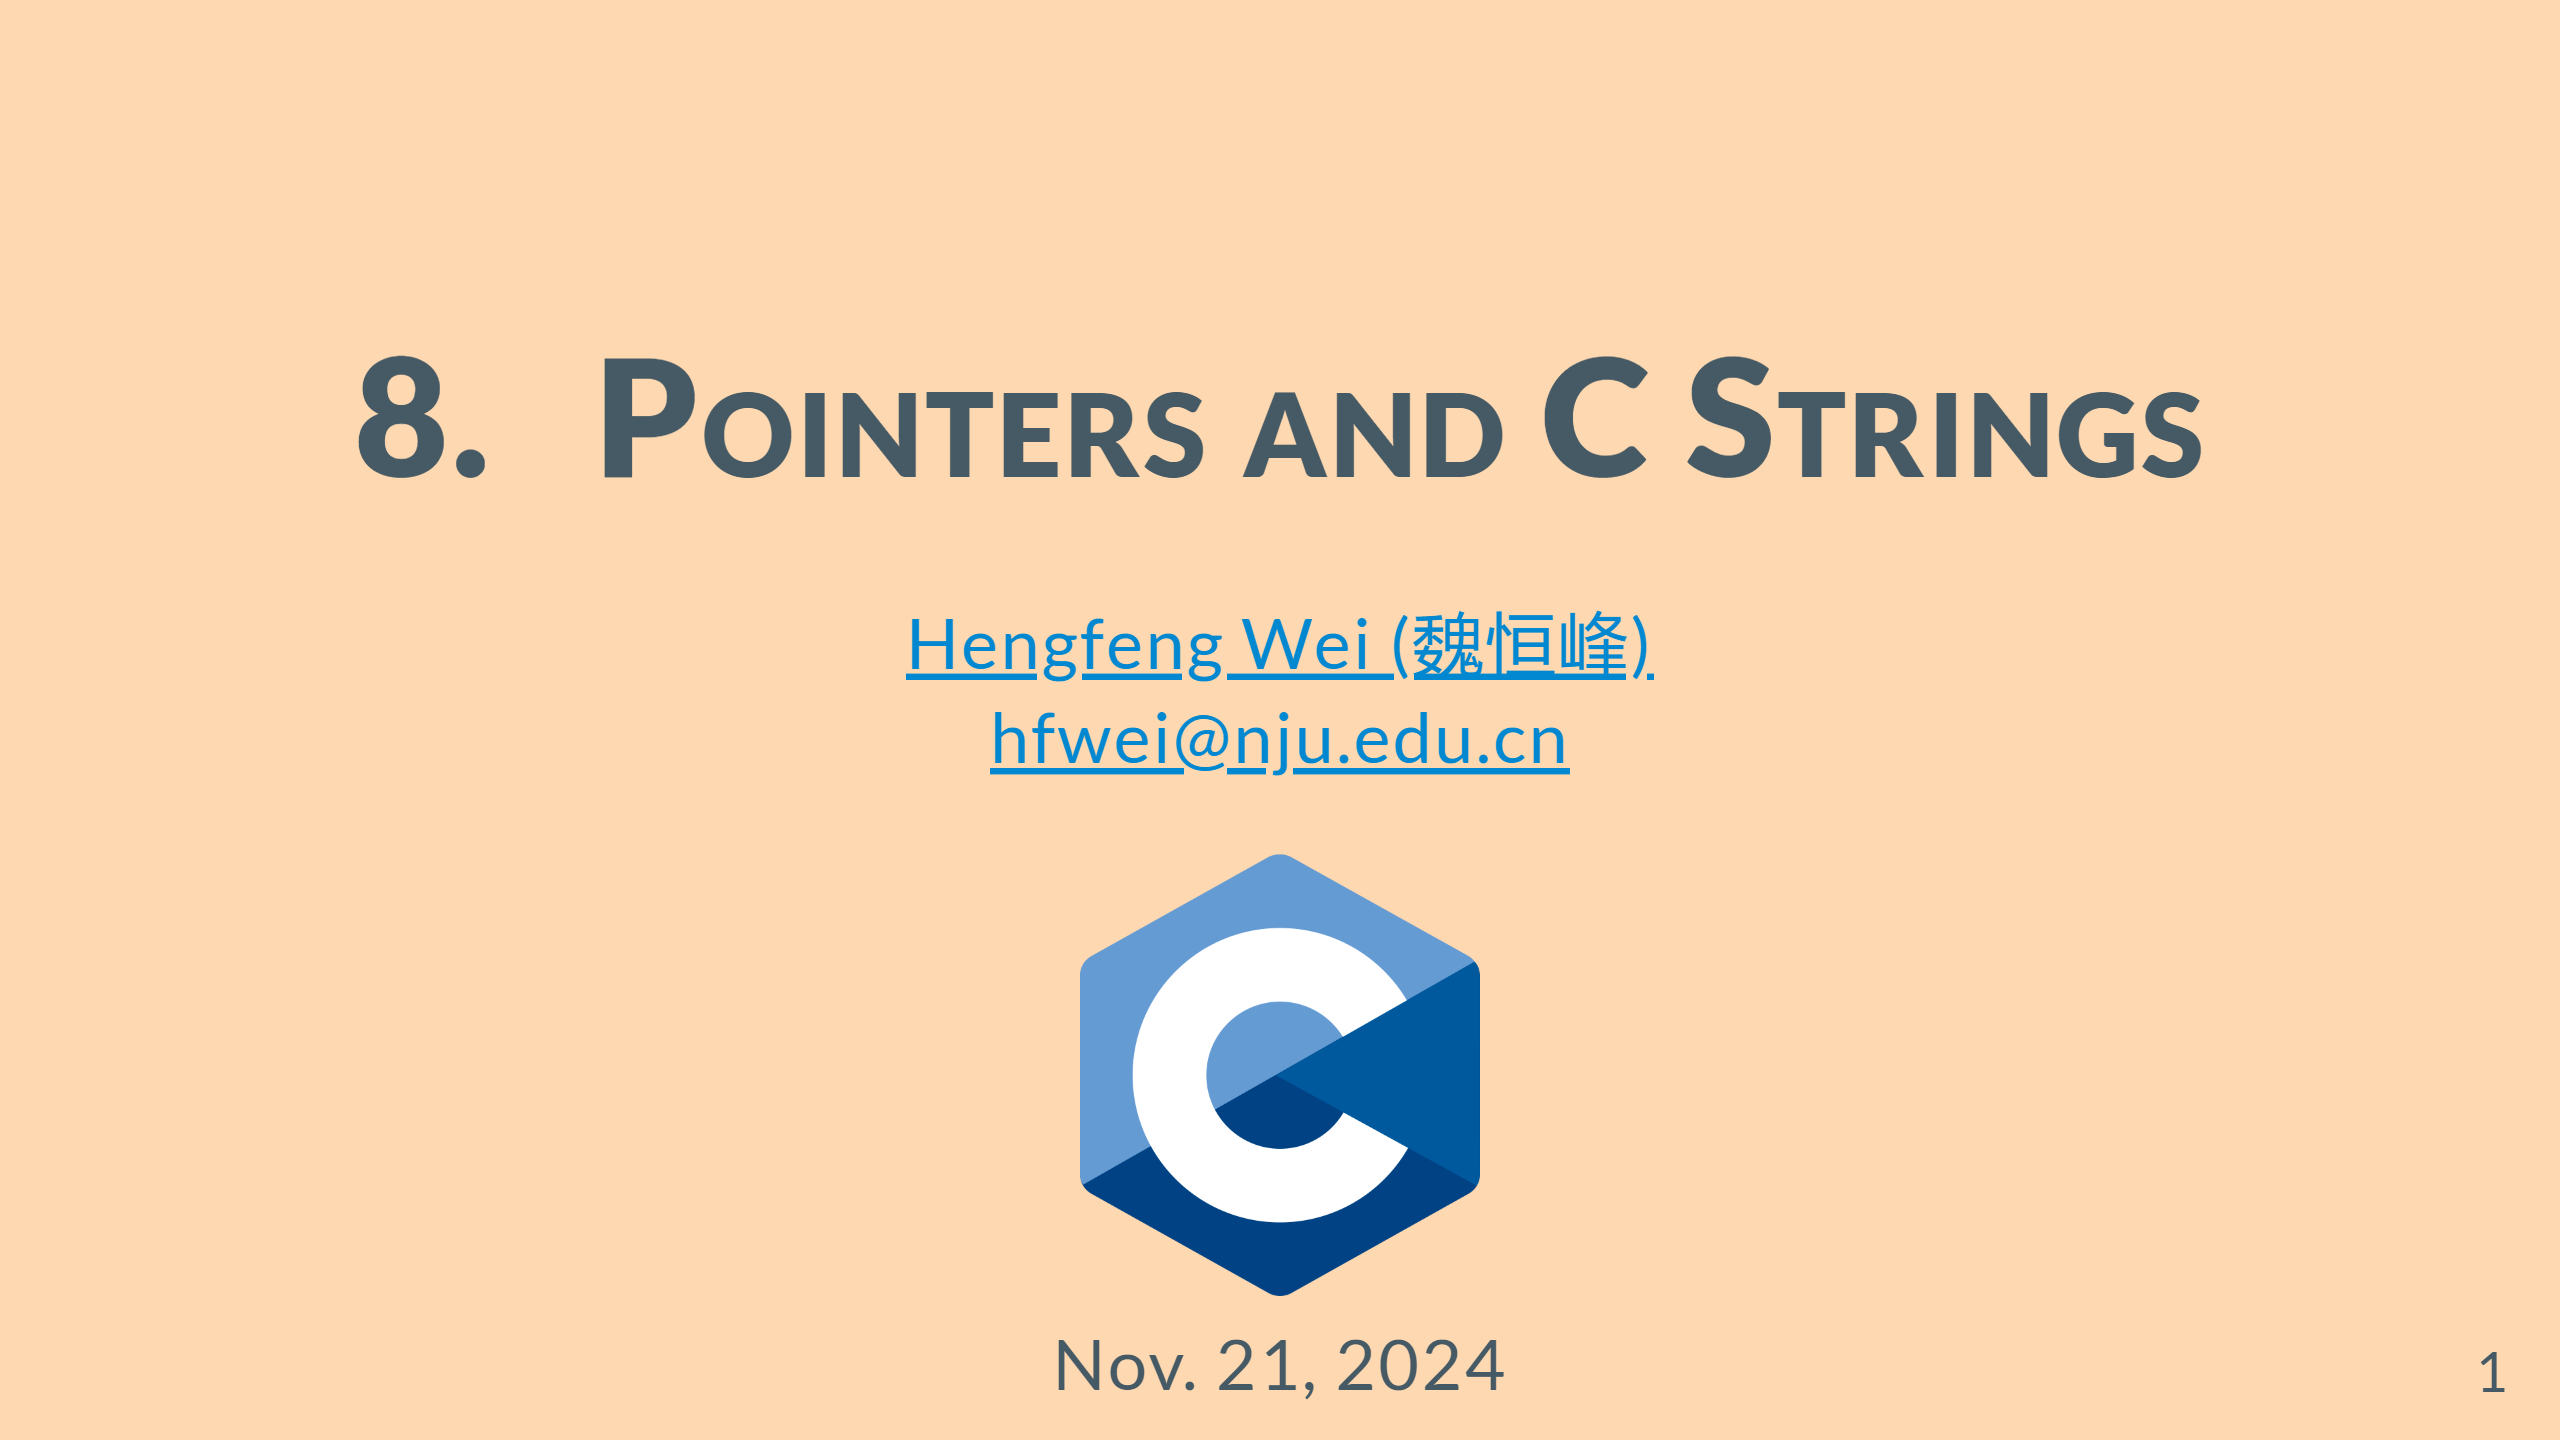 8. Pointers and C Strings
Hengfeng Wei (魏恒峰)
hfwei@nju.edu.cn
C
Nov. 21, 2024
1